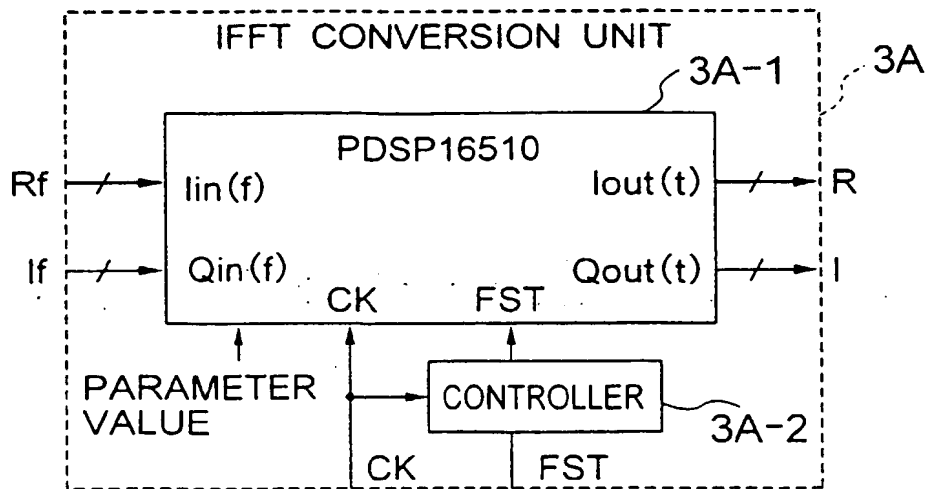 IFFT CONVERSION UNIT
3A
3A-1
PDSP16510
Rf
Iin(f)
Iout(t)
R
If
Qin(f)
Qout(t)
I
CK
FST
PARAMETER
VALUE
CONTROLLER
3A-2
CK
FST